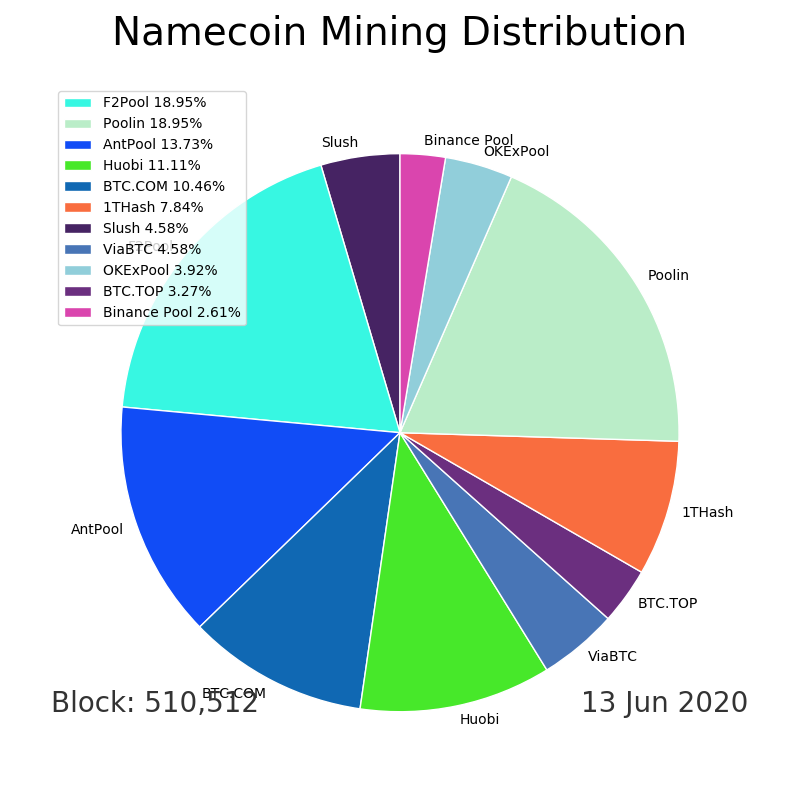 Namecoin Mining Distribution
F2Pool 18.95%
Poolin 18.95%
AntPool 13.73%
Huobi 11.11%
BTC.COM 10.46%
1THash 7.84%
Slush 4.58%
ViaBTC 4.58%
OKExPool 3.92%
BTC.TOP 3.27%
Binance Pool 2.61%
Slush
Binance Pool
OKExPool
F2Pool
Poolin
AntPool
1THash
BTC.TOP
ViaBTC
BTC.COM
Huobi
Block: 510,512
13 Jun 2020